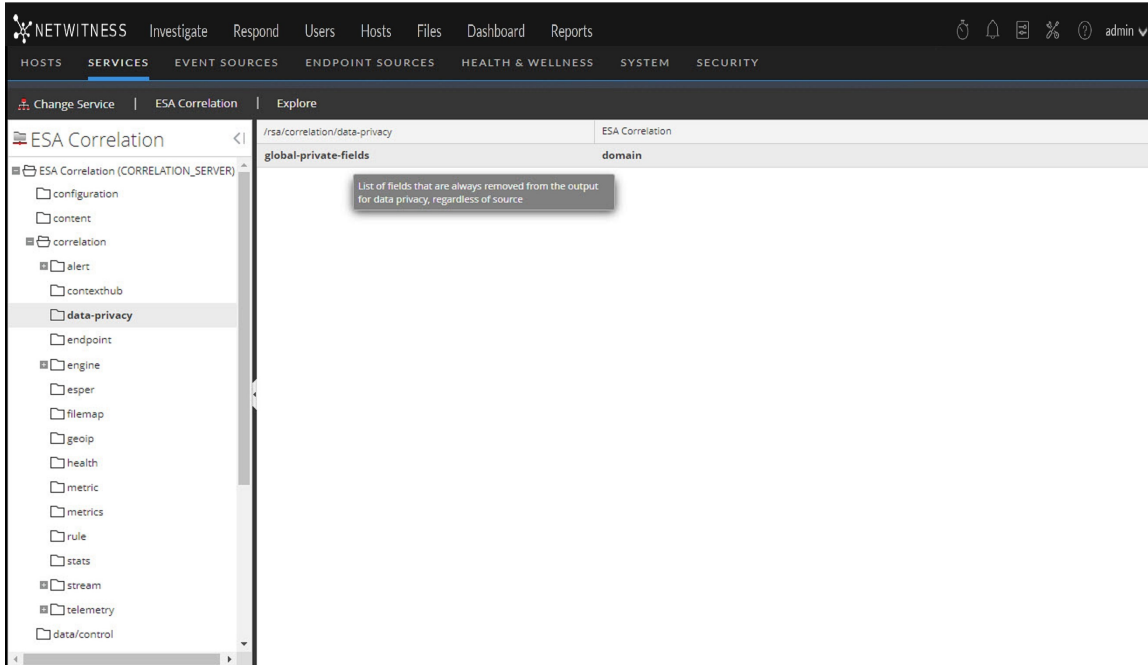 NETWITNESS Investigate Respond Users Hosts Files Dashboard Reports admin
HOSTS SERVICES EVENT SOURCES ENDPOINT SOURCES HEALTH & WELLNESS SYSTEM SECURITY
Change Service | ESA Correlation | Explore
ESA Correlation
/rsa/correlation/data-privacy ESA Correlation
global-private-fields domain
List of fields that are always removed from the output
for data privacy, regardless of source
ESA Correlation (CORRELATION_SERVER)
configuration
content
correlation
alert
contexthub
data-privacy
endpoint
engine
esper
filemap
geoip
health
metric
metrics
rule
stats
stream
telemetry
data/control